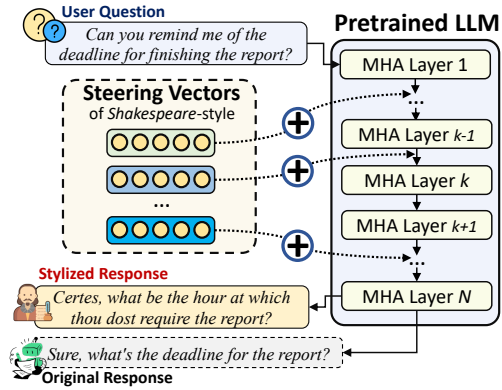 User Question
Pretrained LLM
? ?
Can you remind me of the
deadline for finishing the report?
MHA Layer 1
...
Steering Vectors
of Shakespeare-style
MHA Layer k-1
MHA Layer k
...
MHA Layer k+1
...
Stylized Response
MHA Layer N
Certes, what be the hour at which
thou dost require the report?
Sure, what's the deadline for the report?
Original Response